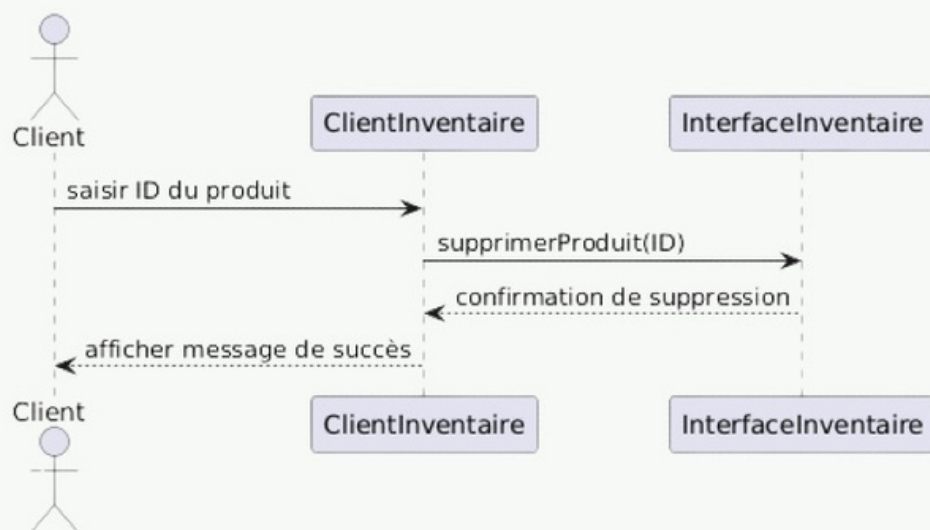 Client
ClientInventaire
InterfaceInventaire
saisir ID du produit
supprimerProduit(ID)
confirmation de suppression
afficher message de succès
Client
ClientInventaire
InterfaceInventaire